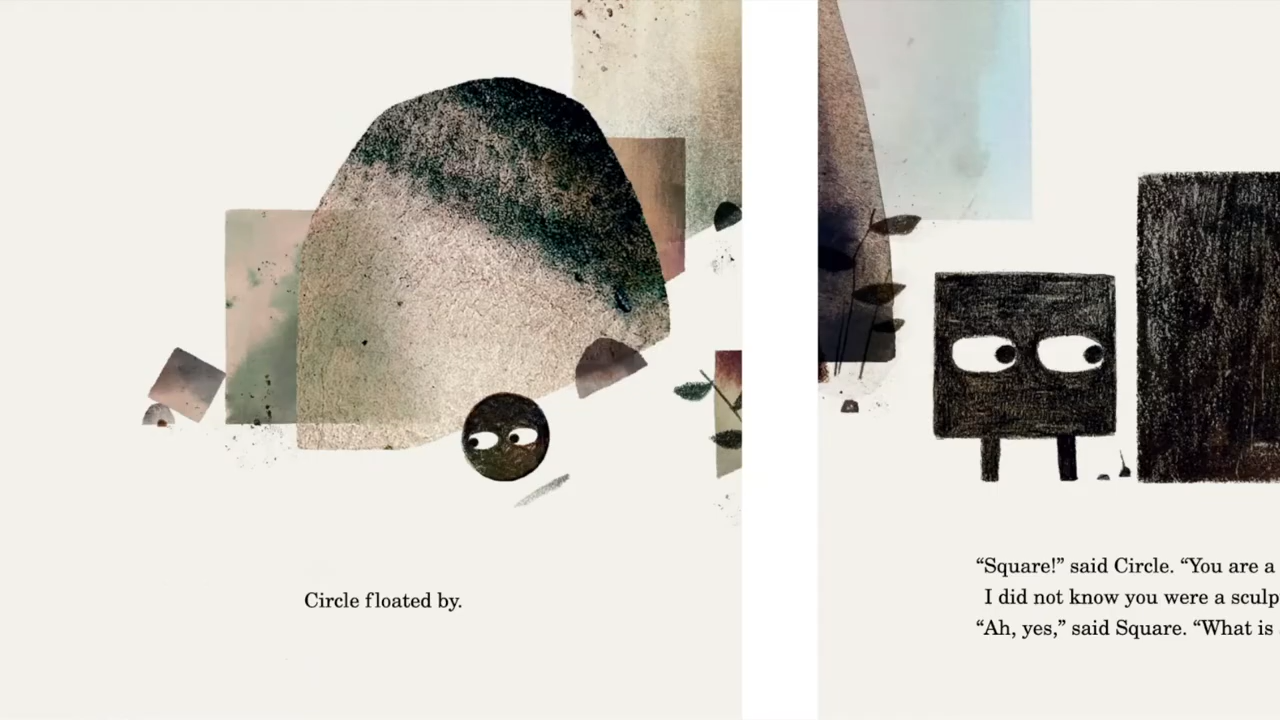 Circle floated by.
“Square!” said Circle. “You are a
I did not know you were a sculp
“Ah, yes,” said Square. “What is